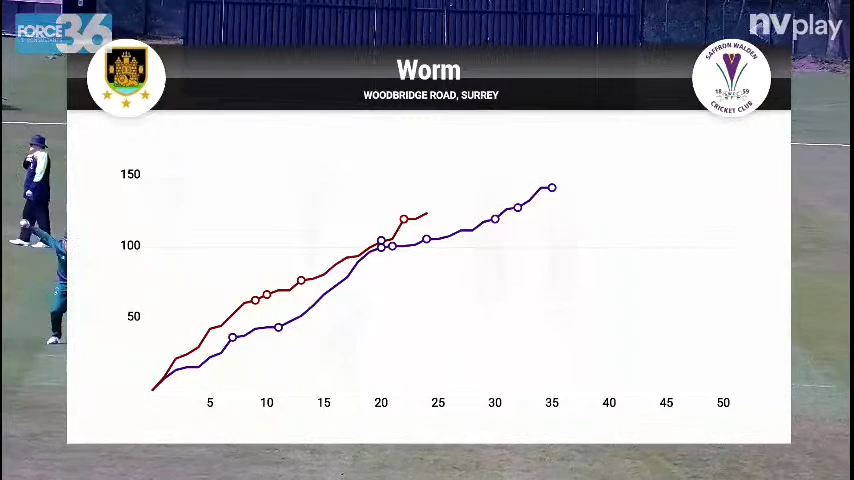 FORCE 36
nvplay
Worm
WOODBRIDGE ROAD, SURREY
SAFFRON WALDEN
18 59
CRICKET CLUB
150
100
50
5 10 15 20 25 30 35 40 45 50